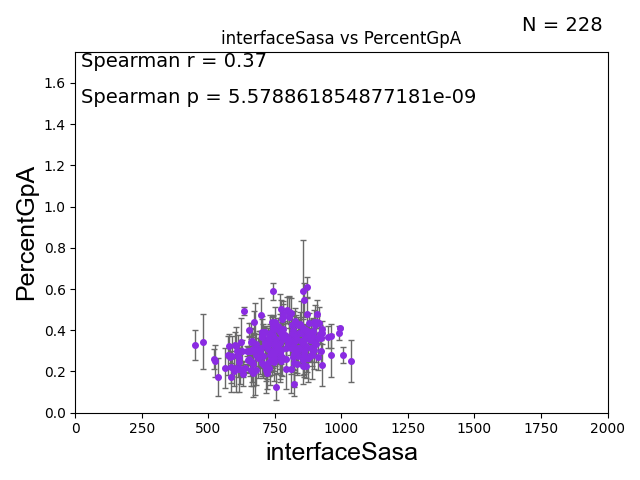 N = 228
interfaceSasa vs PercentGpA
Spearman r = 0.37
Spearman p = 5.578861854877181e-09
PercentGpA
1.6
1.4
1.2
1.0
0.8
0.6
0.4
0.2
0.0
0 250 500 750 1000 1250 1500 1750 2000
interfaceSasa